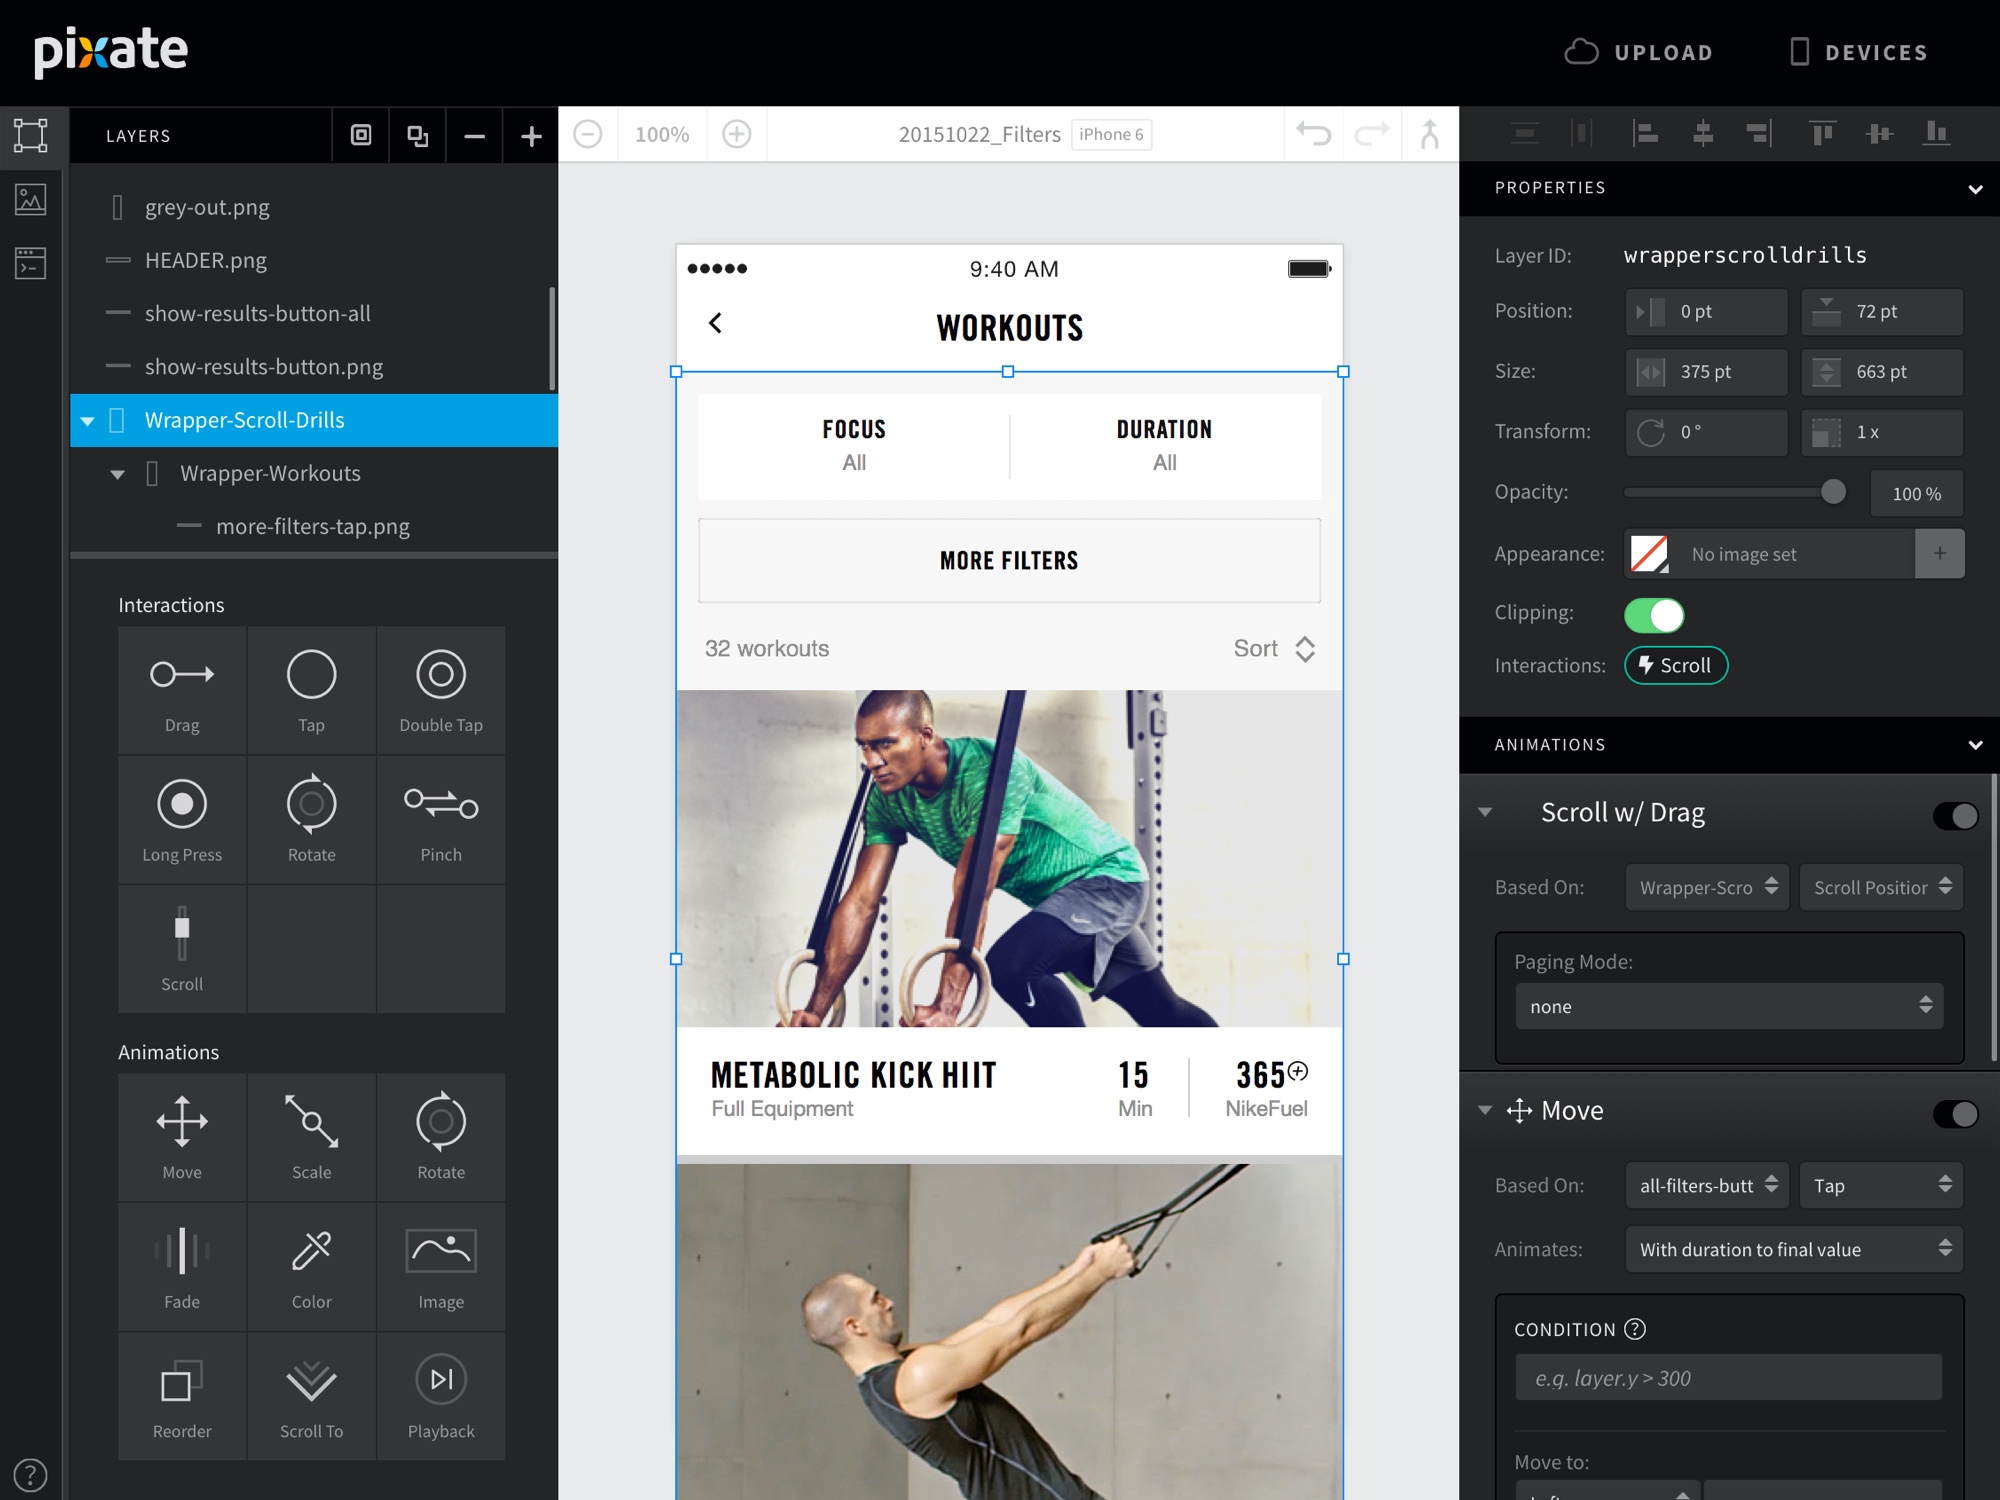 pixate
UPLOAD
DEVICES
LAYERS
100%
20151022_Filters
iPhone 6
grey-out.png
HEADER.png
show-results-button-all
show-results-button.png
Wrapper-Scroll-Drills
Wrapper-Workouts
more-filters-tap.png
Interactions
Drag
Tap
Double Tap
Long Press
Rotate
Pinch
Scroll
Animations
Move
Scale
Rotate
Fade
Color
Image
Reorder
Scroll To
Playback
9:40 AM
WORKOUTS
FOCUS
All
DURATION
All
MORE FILTERS
32 workouts
Sort
METABOLIC KICK HIIT
Full Equipment
15
Min
365
NikeFuel
PROPERTIES
Layer ID: wrapperscrolldrills
Position: 0 pt 72 pt
Size: 375 pt 663 pt
Transform: 0° 1 x
Opacity: 100 %
Appearance: No image set +
Clipping:
Interactions: Scroll
ANIMATIONS
Scroll w/ Drag
Based On: Wrapper-Scro Scroll Position
Paging Mode:
none
Move
Based On: all-filters-butt Tap
Animates: With duration to final value
CONDITION ?
e.g. layer.y > 300
Move to: